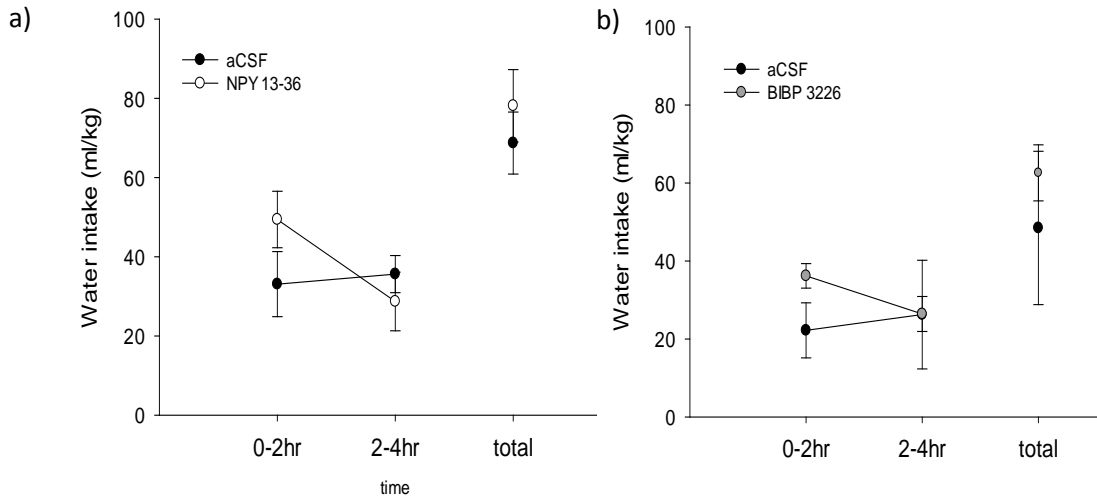 a)
100
80
60
40
20
0
Water intake (ml/kg)
aCSF
NPY 13-36
0-2hr
2-4hr
total
time
b)
100
80
60
40
20
0
Water intake (ml/kg)
aCSF
BIBP 3226
0-2hr
2-4hr
total